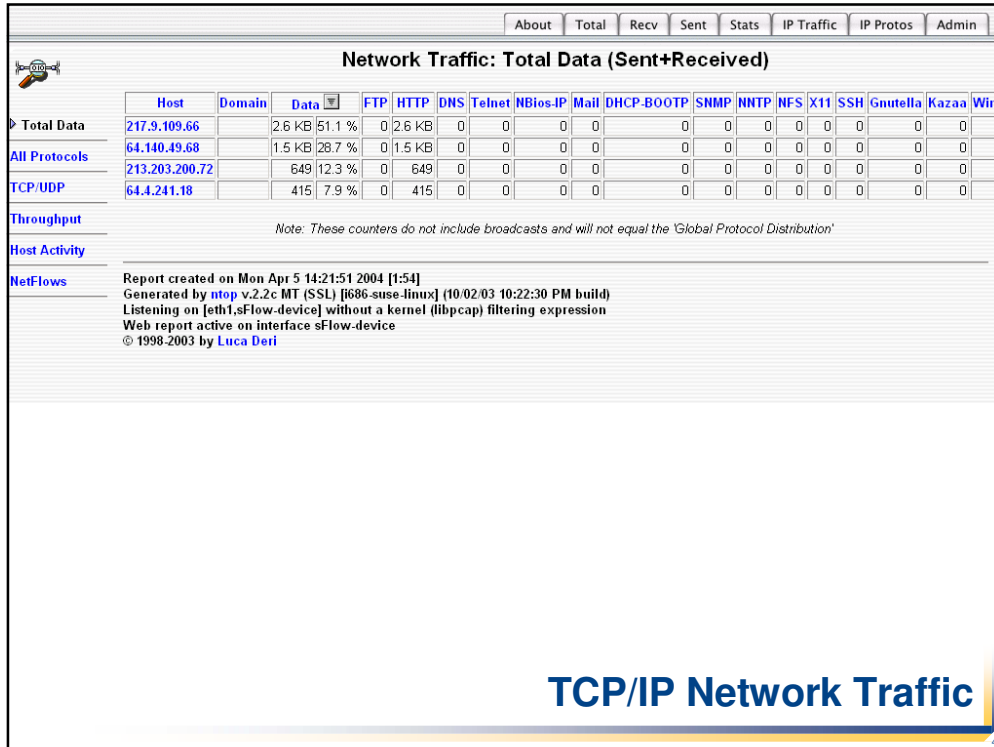 About Total Recv Sent Stats IP Traffic IP Protos Admin
Network Traffic: Total Data (Sent+Received)
Total Data
All Protocols
TCP/UDP
Throughput
Host Activity
NetFlows
Host Domain Data FTP HTTP DNS Telnet NBios-IP Mail DHCP-BOOTP SNMP NNTP NFS X11 SSH Gnutella Kazaa Win
217.9.109.66 2.6 KB 51.1 % 0 2.6 KB 0 0 0 0 0 0 0 0 0 0 0 0
64.140.49.68 1.5 KB 28.7 % 0 1.5 KB 0 0 0 0 0 0 0 0 0 0 0 0
213.203.200.72 649 12.3 % 0 649 0 0 0 0 0 0 0 0 0 0 0 0
64.4.241.18 415 7.9 % 0 415 0 0 0 0 0 0 0 0 0 0 0 0
Note: These counters do not include broadcasts and will not equal the 'Global Protocol Distribution'
Report created on Mon Apr 5 14:21:51 2004 [1:54]
Generated by ntop v.2.2c MT (SSL) [i686-suse-linux] (10/02/03 10:22:30 PM build)
Listening on [eth1,sFlow-device] without a kernel (libpcap) filtering expression
Web report active on interface sFlow-device
© 1998-2003 by Luca Deri
TCP/IP Network Traffic